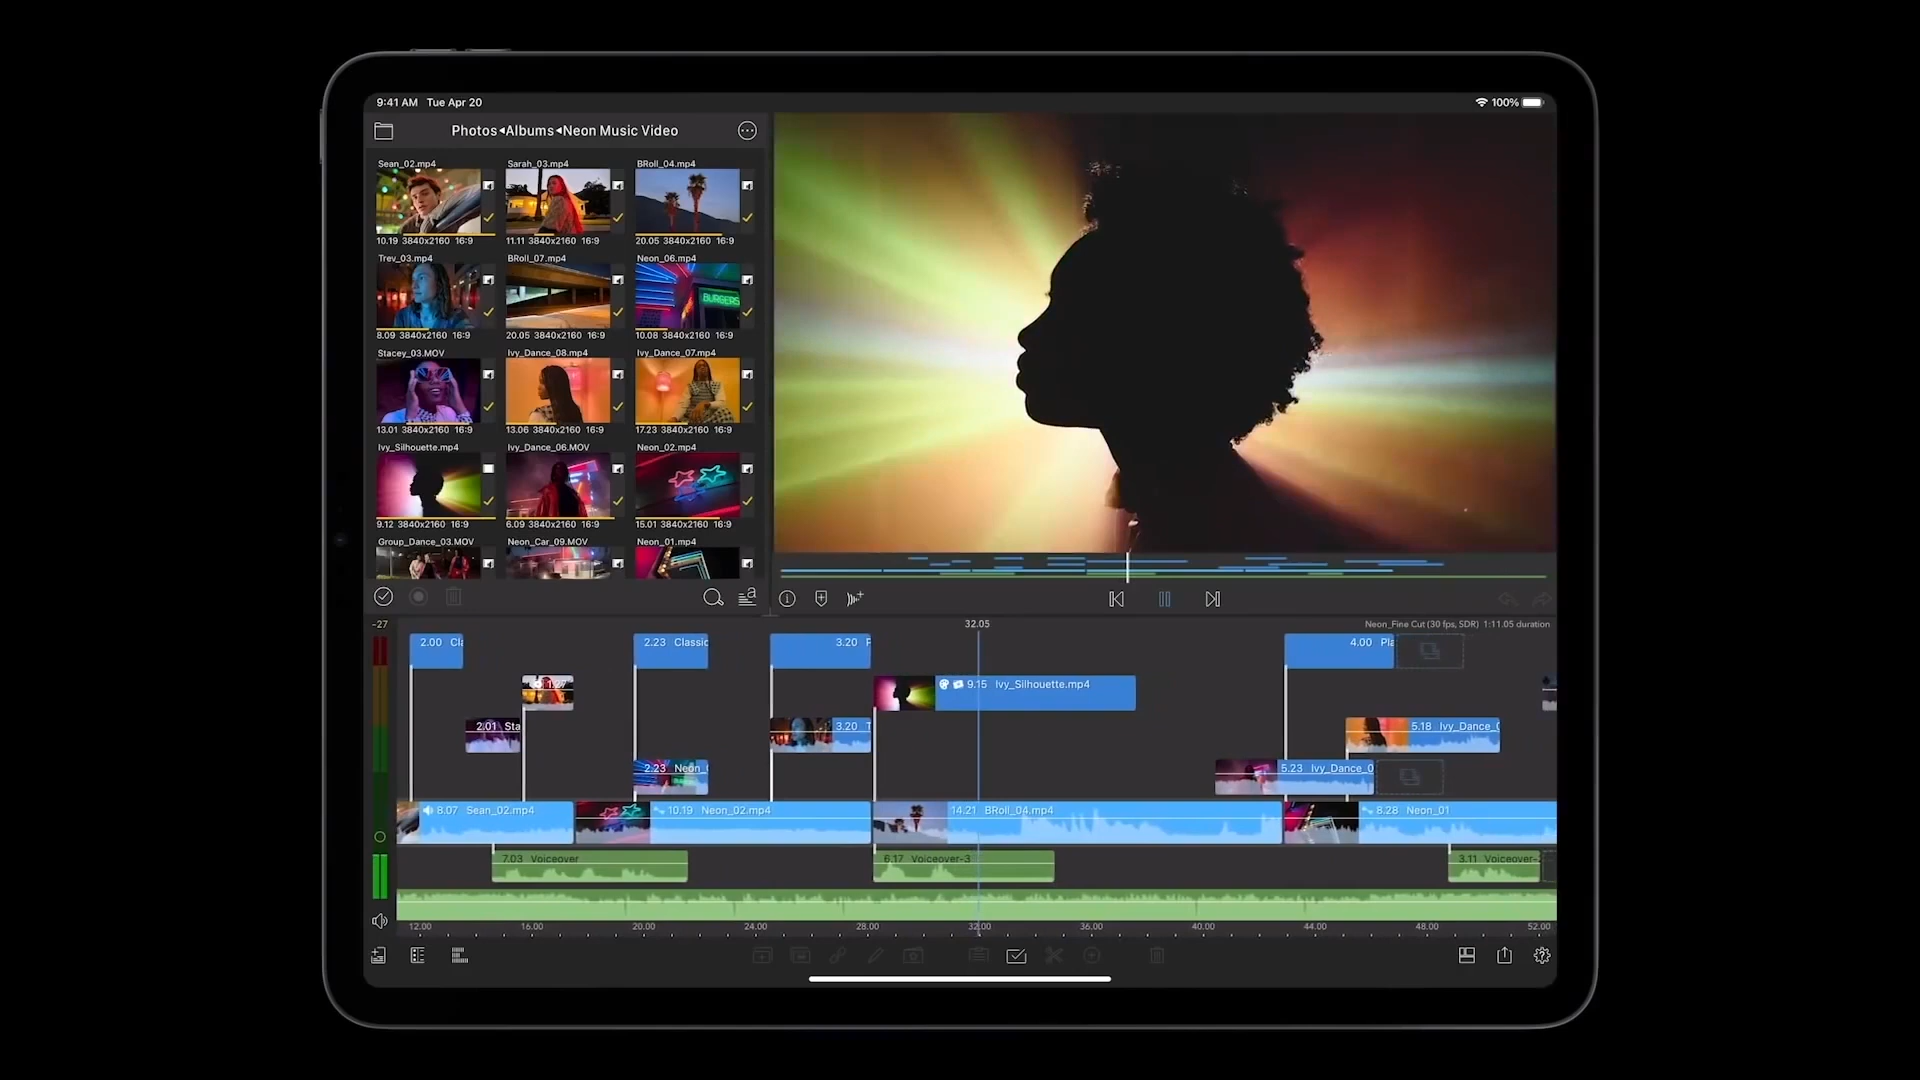 9:41 AM Tue Apr 20
100%
Photos◂Albums◂Neon Music Video
Sean_02.mp4
Sarah_03.mp4
BRoll_04.mp4
10.19 3840x2160 16:9
11.11 3840x2160 16:9
20.05 3840x2160 16:9
Trev_03.mp4
BRoll_07.mp4
Neon_06.mp4
BURGERS
8.09 3840x2160 16:9
20.05 3840x2160 16:9
10.08 3840x2160 16:9
Stacey_03.MOV
Ivy_Dance_08.mp4
Ivy_Dance_07.mp4
13.01 3840x2160 16:9
13.06 3840x2160 16:9
17.23 3840x2160 16:9
Ivy_Silhouette.mp4
Ivy_Dance_06.MOV
Neon_02.mp4
9.12 3840x2160 16:9
6.09 3840x2160 16:9
15.01 3840x2160 16:9
Group_Dance_03.MOV
Neon_Car_09.MOV
Neon_01.mp4
-27
32.05
Neon_Fine Cut (30 fps, SDR) 1:11.05 duration
2.00 Cla
2.23 Classic
3.20 F
4.00 Pla
1.27
9.15 Ivy_Silhouette.mp4
2.01 Sta
3.20 T
5.18 Ivy_Dance_0
2.23 Neon_0
5.23 Ivy_Dance_0
8.07 Sean_02.mp4
10.19 Neon_02.mp4
14.21 BRoll_04.mp4
8.28 Neon_01
7.03 Voiceover
6.17 Voiceover-3
3.11 Voiceover-2
12.00 16.00 20.00 24.00 28.00 32.00 36.00 40.00 44.00 48.00 52.00